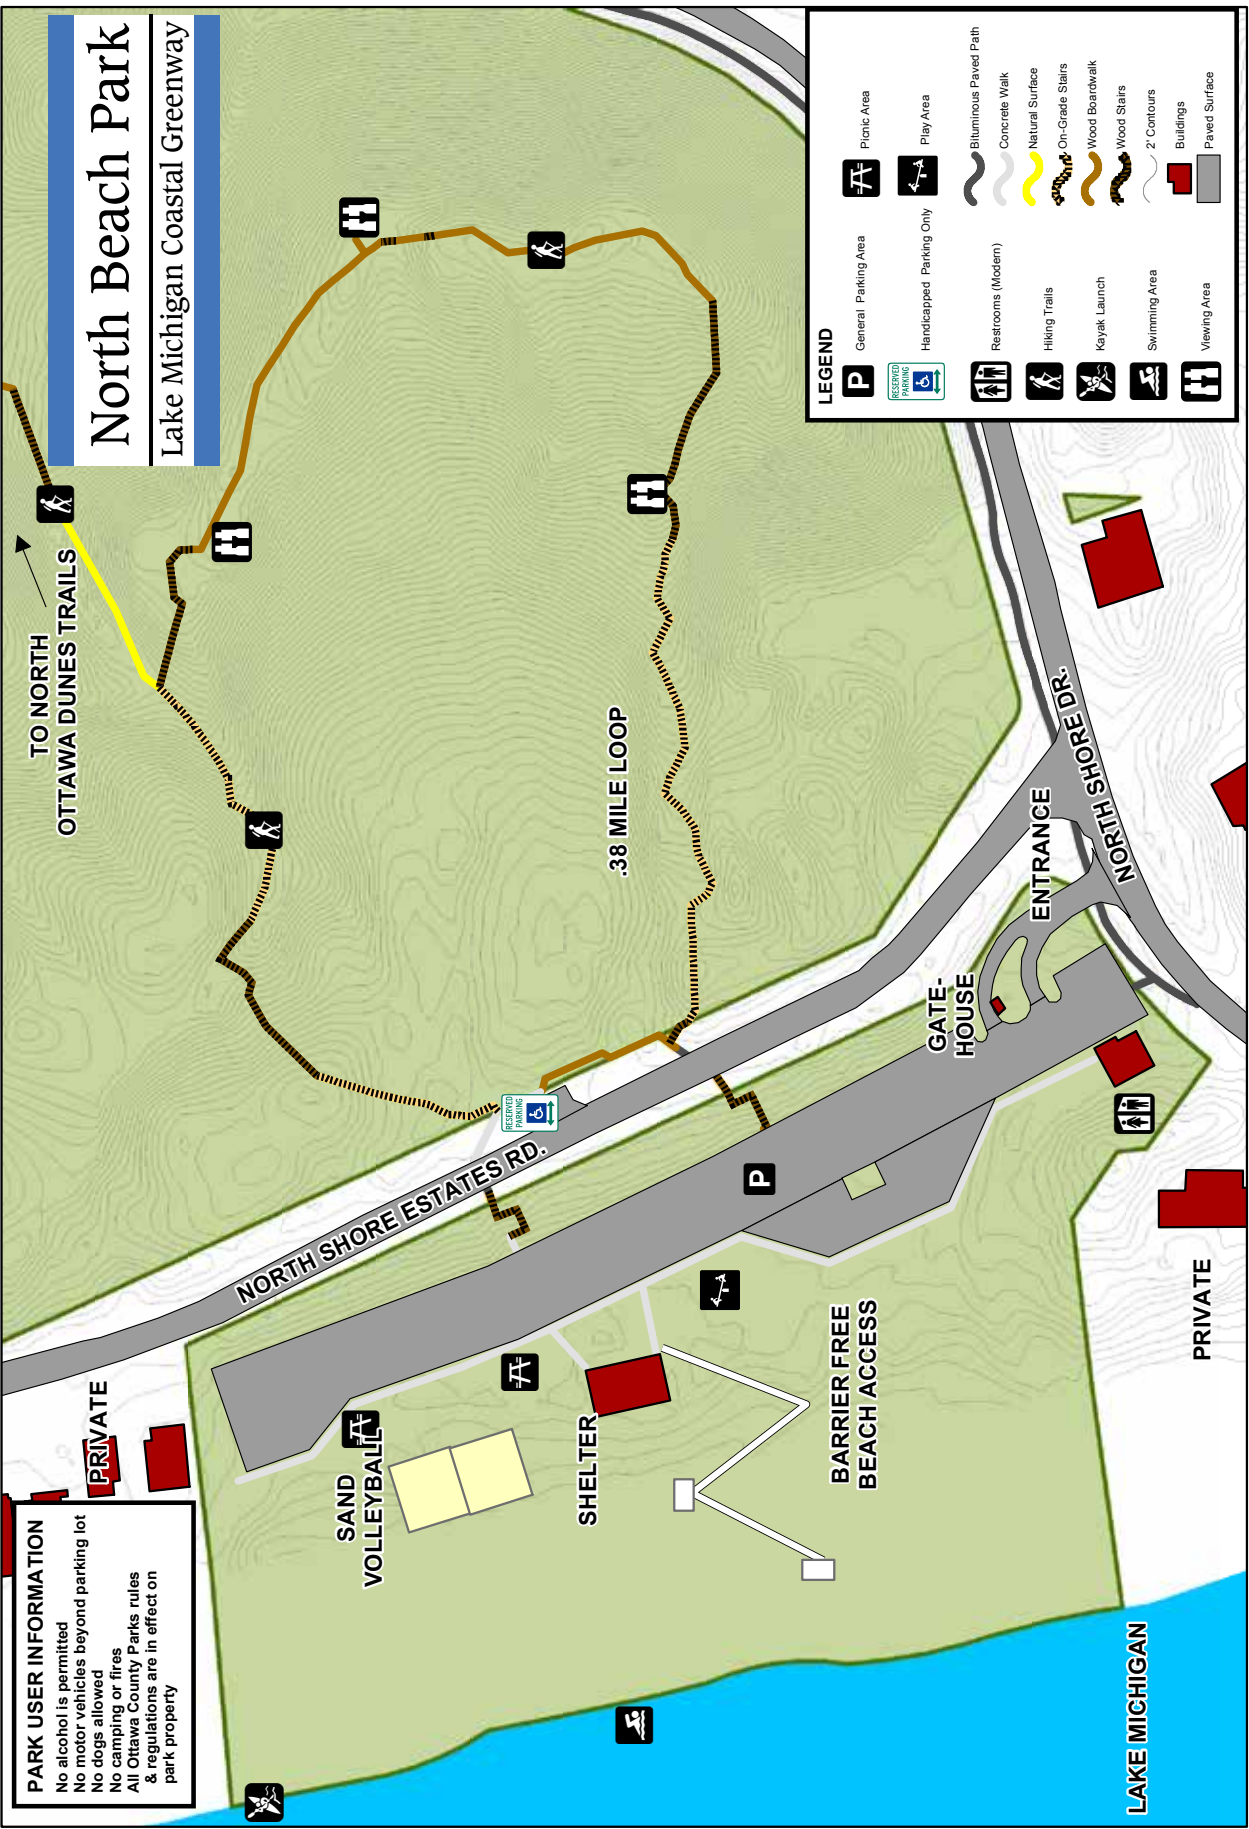 North Beach Park
Lake Michigan Coastal Greenway
PARK USER INFORMATION
No alcohol is permitted
No motor vehicles beyond parking lot
No dogs allowed
No camping or fires
All Ottawa County Parks rules
& regulations are in effect on
park property
PRIVATE
TO NORTH
OTTAWA DUNES TRAILS
NORTH SHORE ESTATES RD.
RESERVED
PARKING
.38 MILE LOOP
SAND
VOLLEYBALL
SHELTER
P
BARRIER FREE
BEACH ACCESS
GATE-
HOUSE
ENTRANCE
NORTH SHORE DR.
LAKE MICHIGAN
PRIVATE
LEGEND
P
General Parking Area
RESERVED
PARKING
Handicapped Parking Only
Restrooms (Modern)
Hiking Trails
Kayak Launch
Swimming Area
Viewing Area
Picnic Area
Play Area
Bituminous Paved Path
Concrete Walk
Natural Surface
On-Grade Stairs
Wood Boardwalk
Wood Stairs
2' Contours
Buildings
Paved Surface